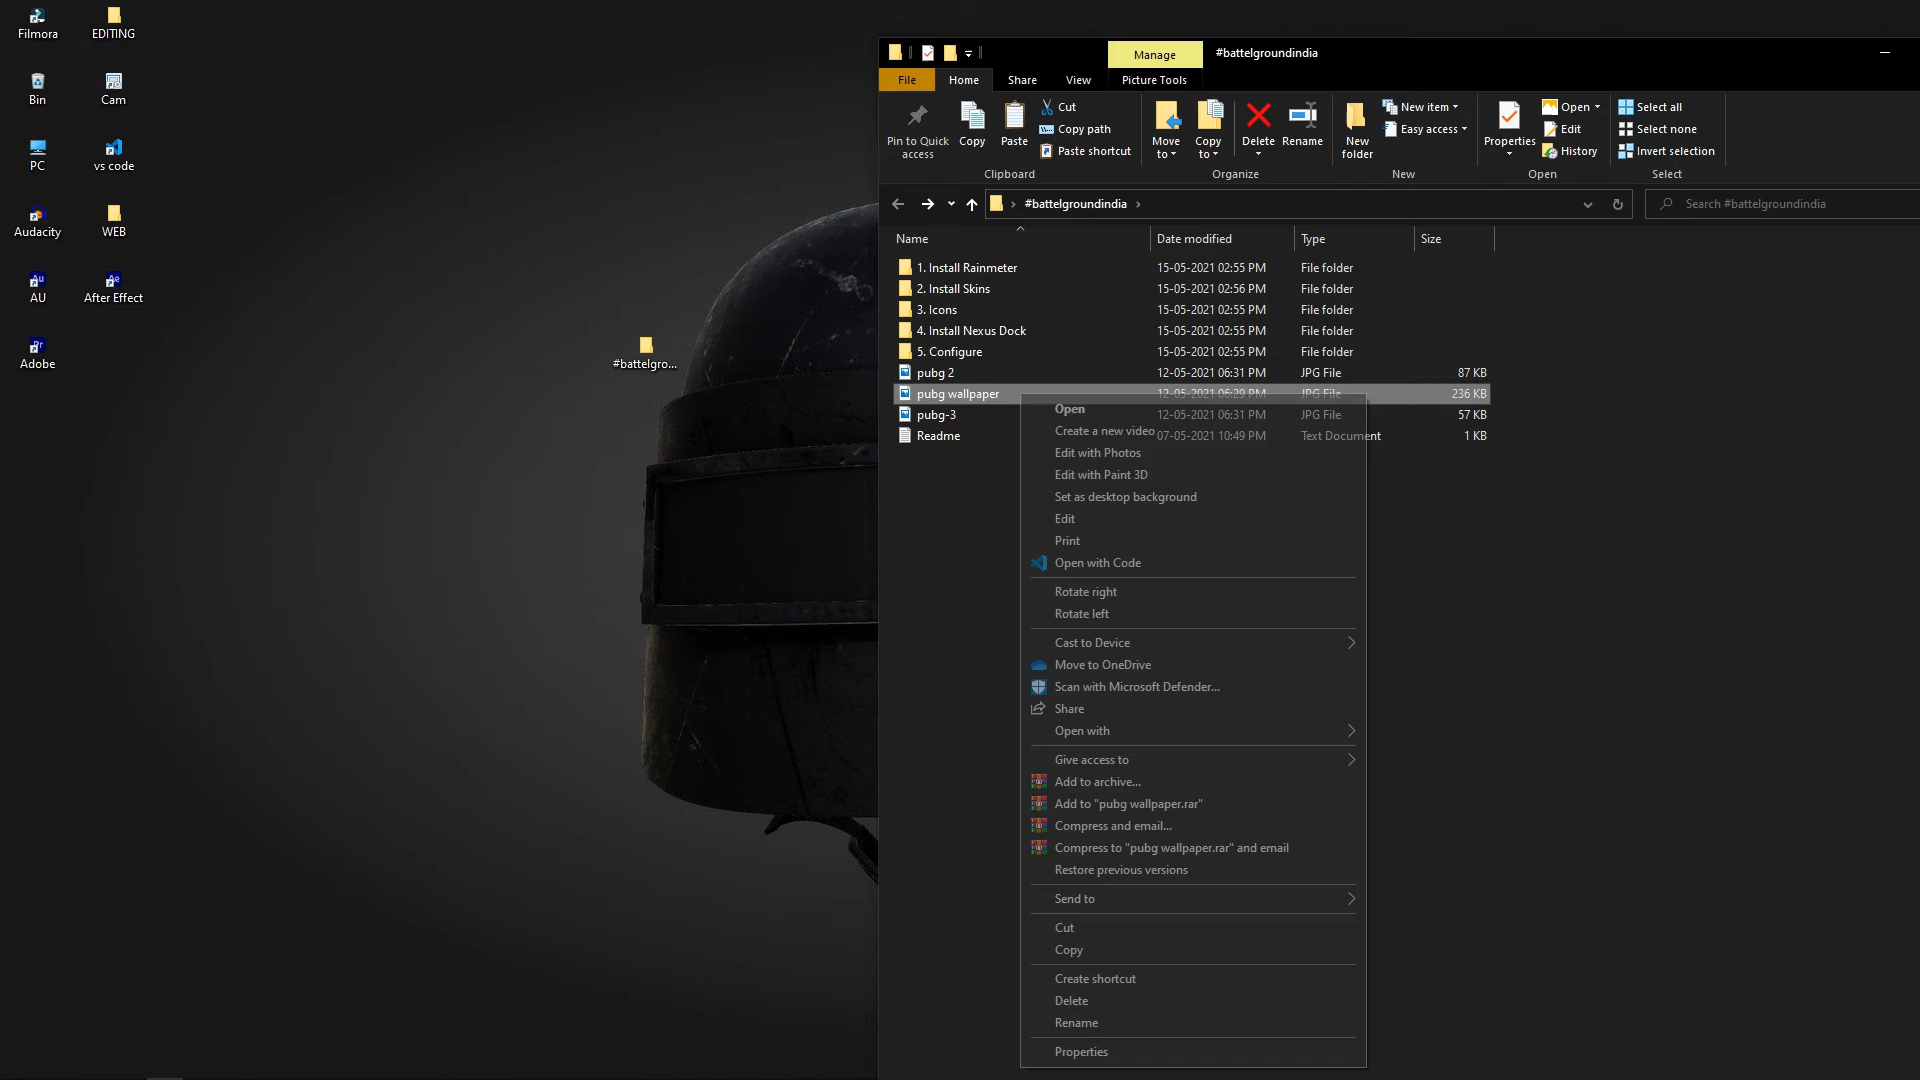 Filmora
EDITING
Bin
Cam
PC
vs code
Audacity
WEB
AU
After Effect
Adobe
#battelgro...
Manage
#battelgroundindia
File
Home
Share
View
Picture Tools
Pin to Quick
access
Copy
Paste
Cut
Copy path
Paste shortcut
Clipboard
Move
to
Copy
to
Delete
Rename
Organize
New
folder
New item
Easy access
New
Properties
Open
Edit
History
Open
Select all
Select none
Invert selection
Select
#battelgroundindia
Search #battelgroundindia
Name Date modified Type Size
1. Install Rainmeter 15-05-2021 02:55 PM File folder
2. Install Skins 15-05-2021 02:56 PM File folder
3. Icons 15-05-2021 02:55 PM File folder
4. Install Nexus Dock 15-05-2021 02:55 PM File folder
5. Configure 15-05-2021 02:55 PM File folder
pubg 2 12-05-2021 06:31 PM JPG File 87 KB
pubg wallpaper 12-05-2021 06:29 PM JPG File 236 KB
pubg-3 12-05-2021 06:31 PM JPG File 57 KB
Readme 07-05-2021 10:49 PM Text Document 1 KB
Open
Create a new video
Edit with Photos
Edit with Paint 3D
Set as desktop background
Edit
Print
Open with Code
Rotate right
Rotate left
Cast to Device
Move to OneDrive
Scan with Microsoft Defender...
Share
Open with
Give access to
Add to archive...
Add to "pubg wallpaper.rar"
Compress and email...
Compress to "pubg wallpaper.rar" and email
Restore previous versions
Send to
Cut
Copy
Create shortcut
Delete
Rename
Properties